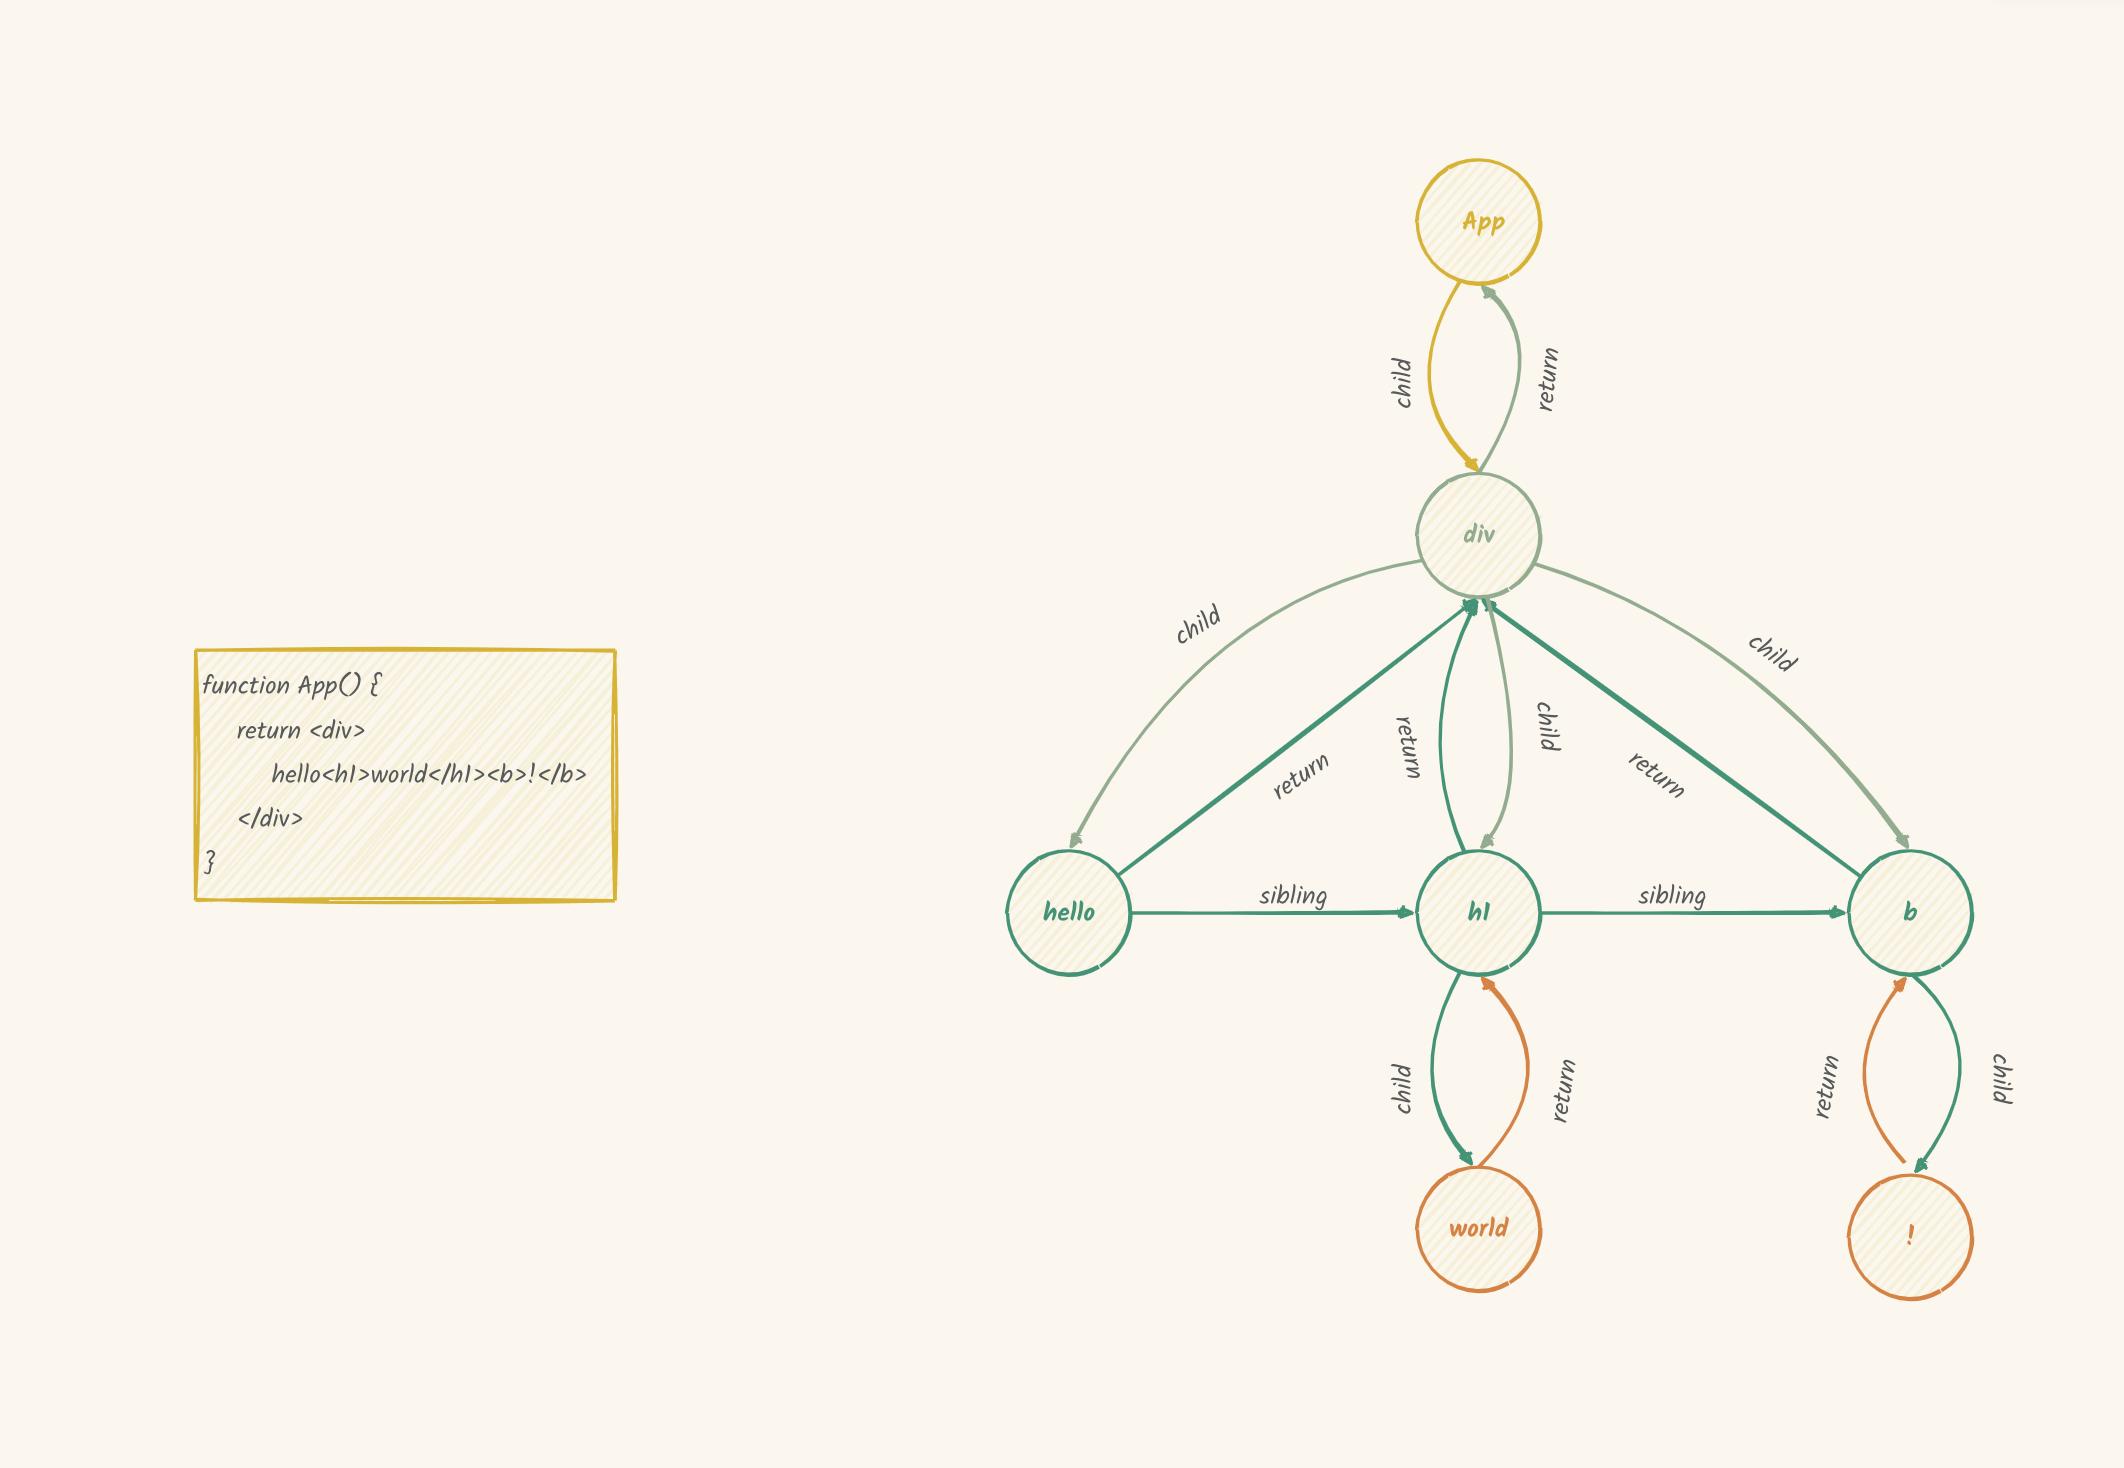 function App() {
return <div>
hello<h1>world</h1><b>!</b>
</div>
}
App
child
return
div
child
child
return
return
child
return
hello
sibling
h1
sibling
b
child
return
return
child
world
!